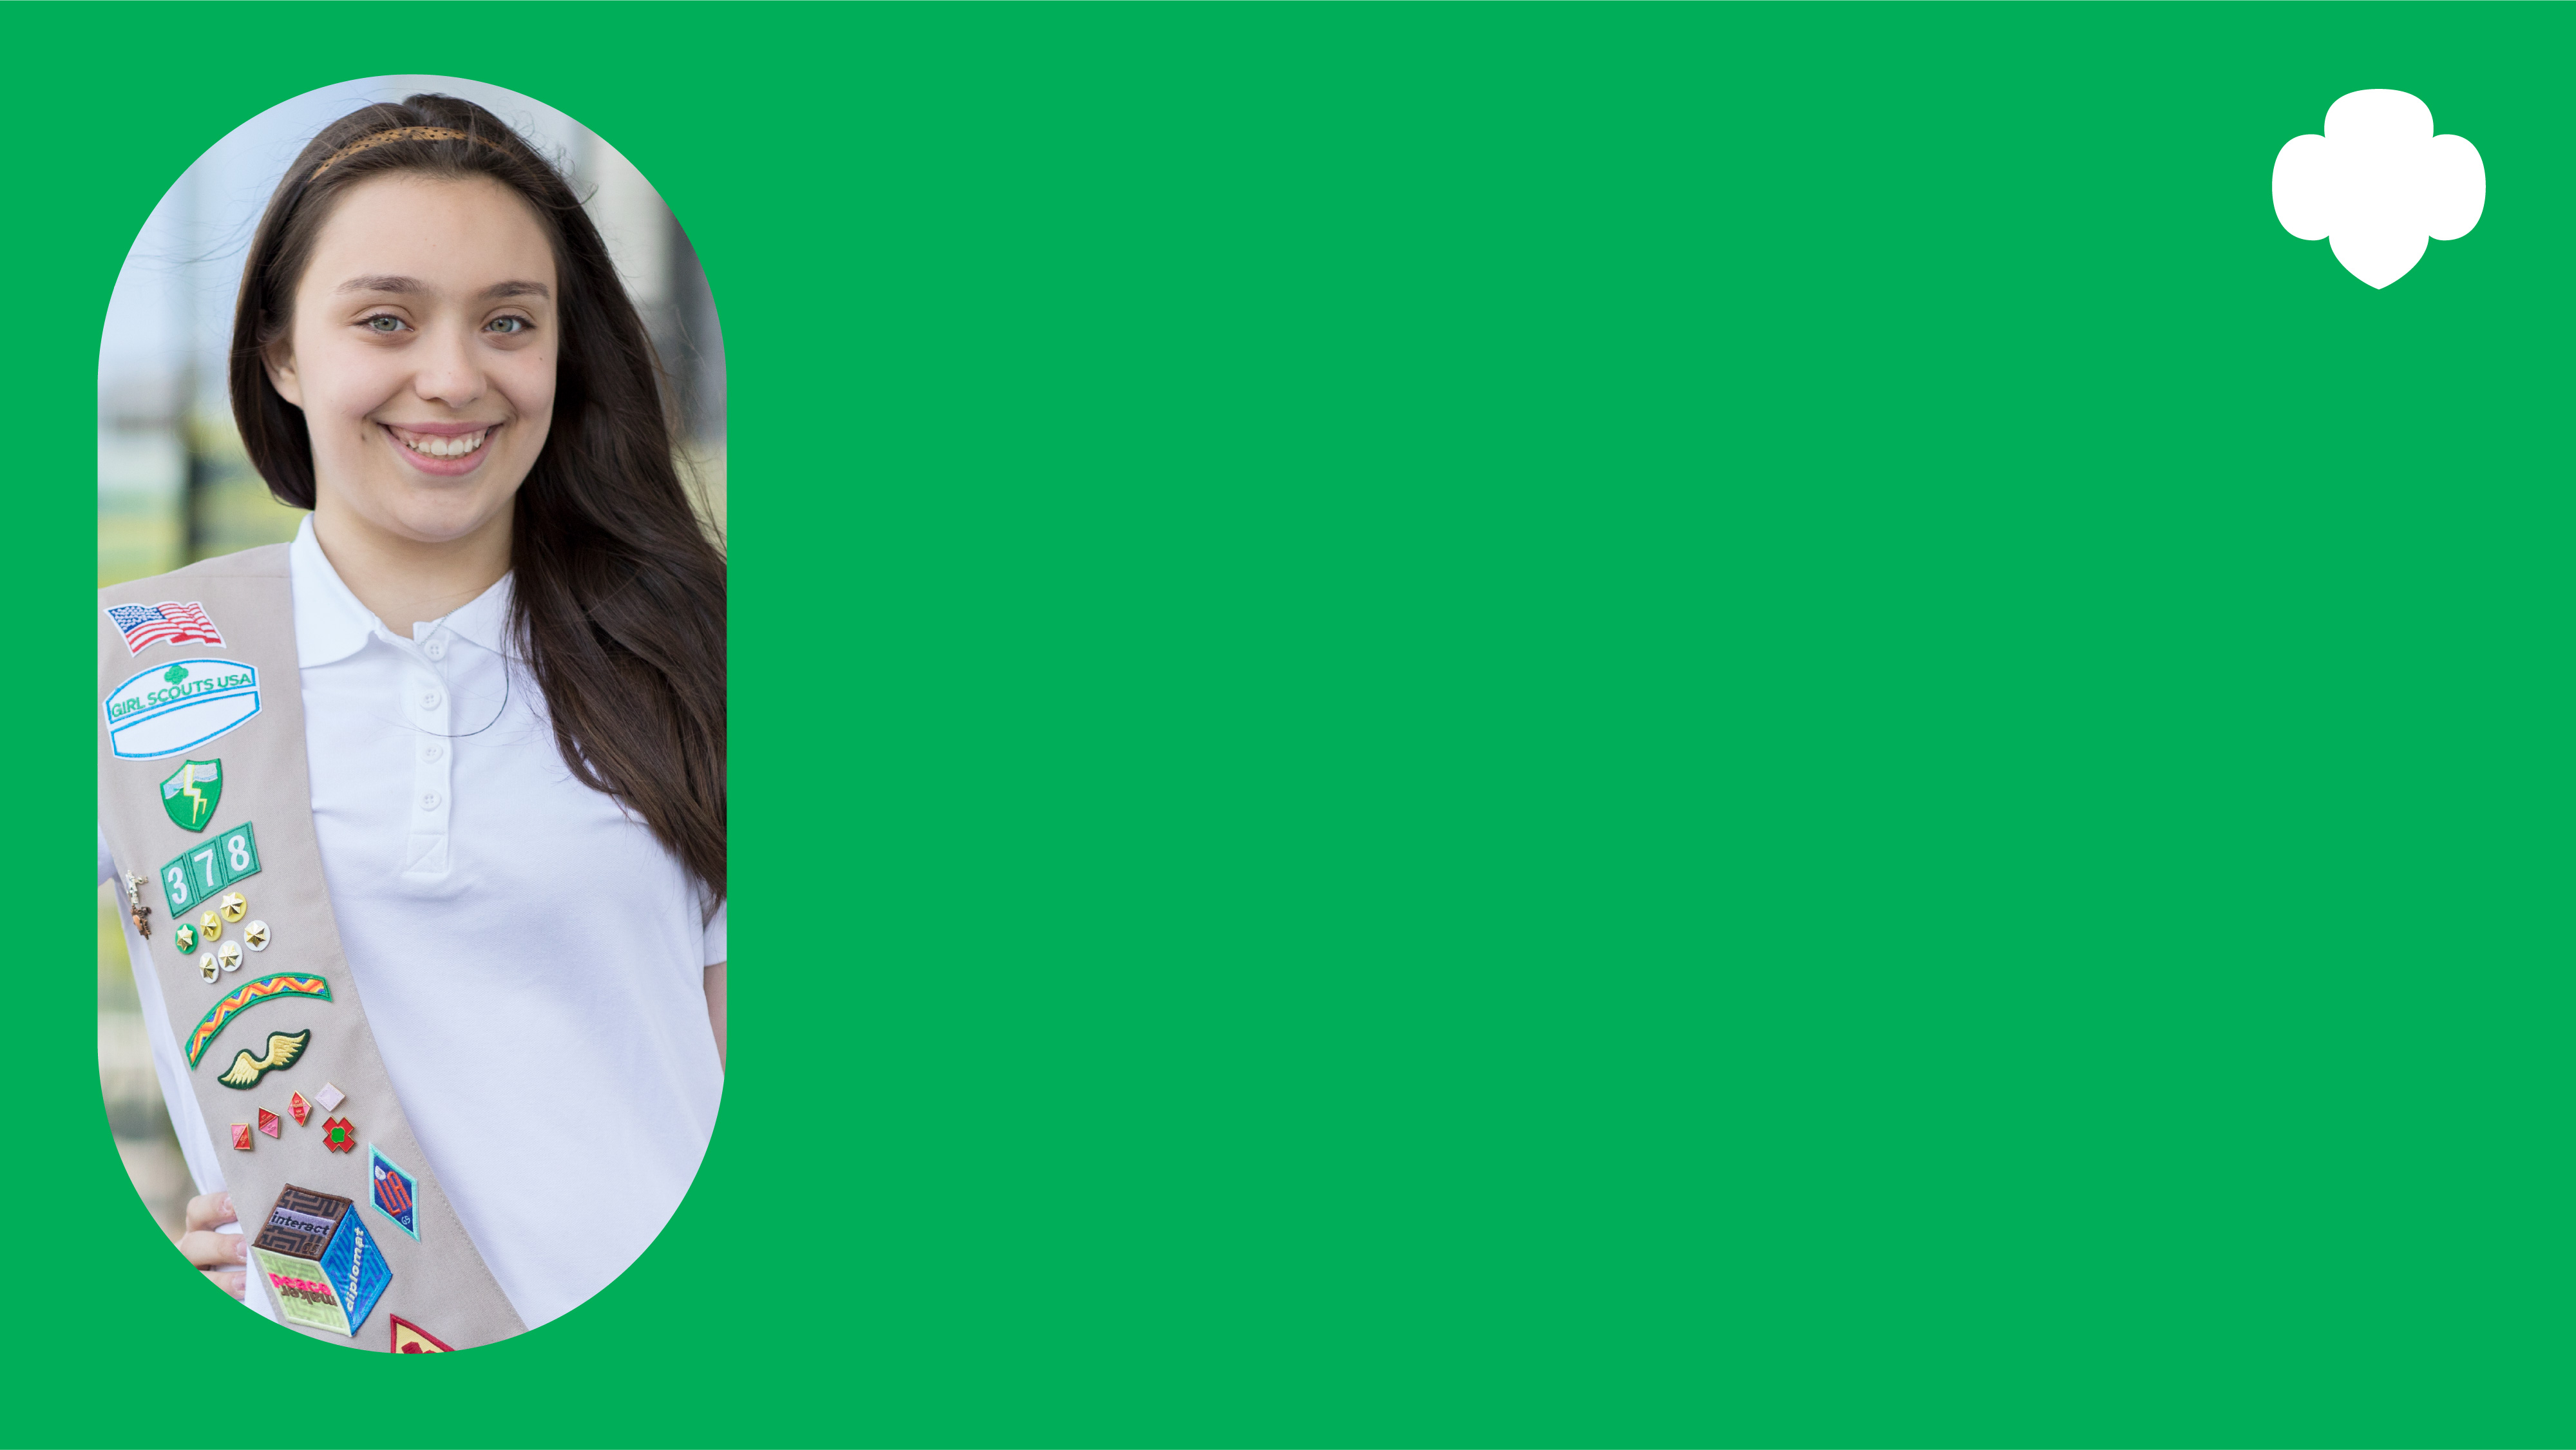 GIRL SCOUTS USA
378
interact
diplomat
peace
maker